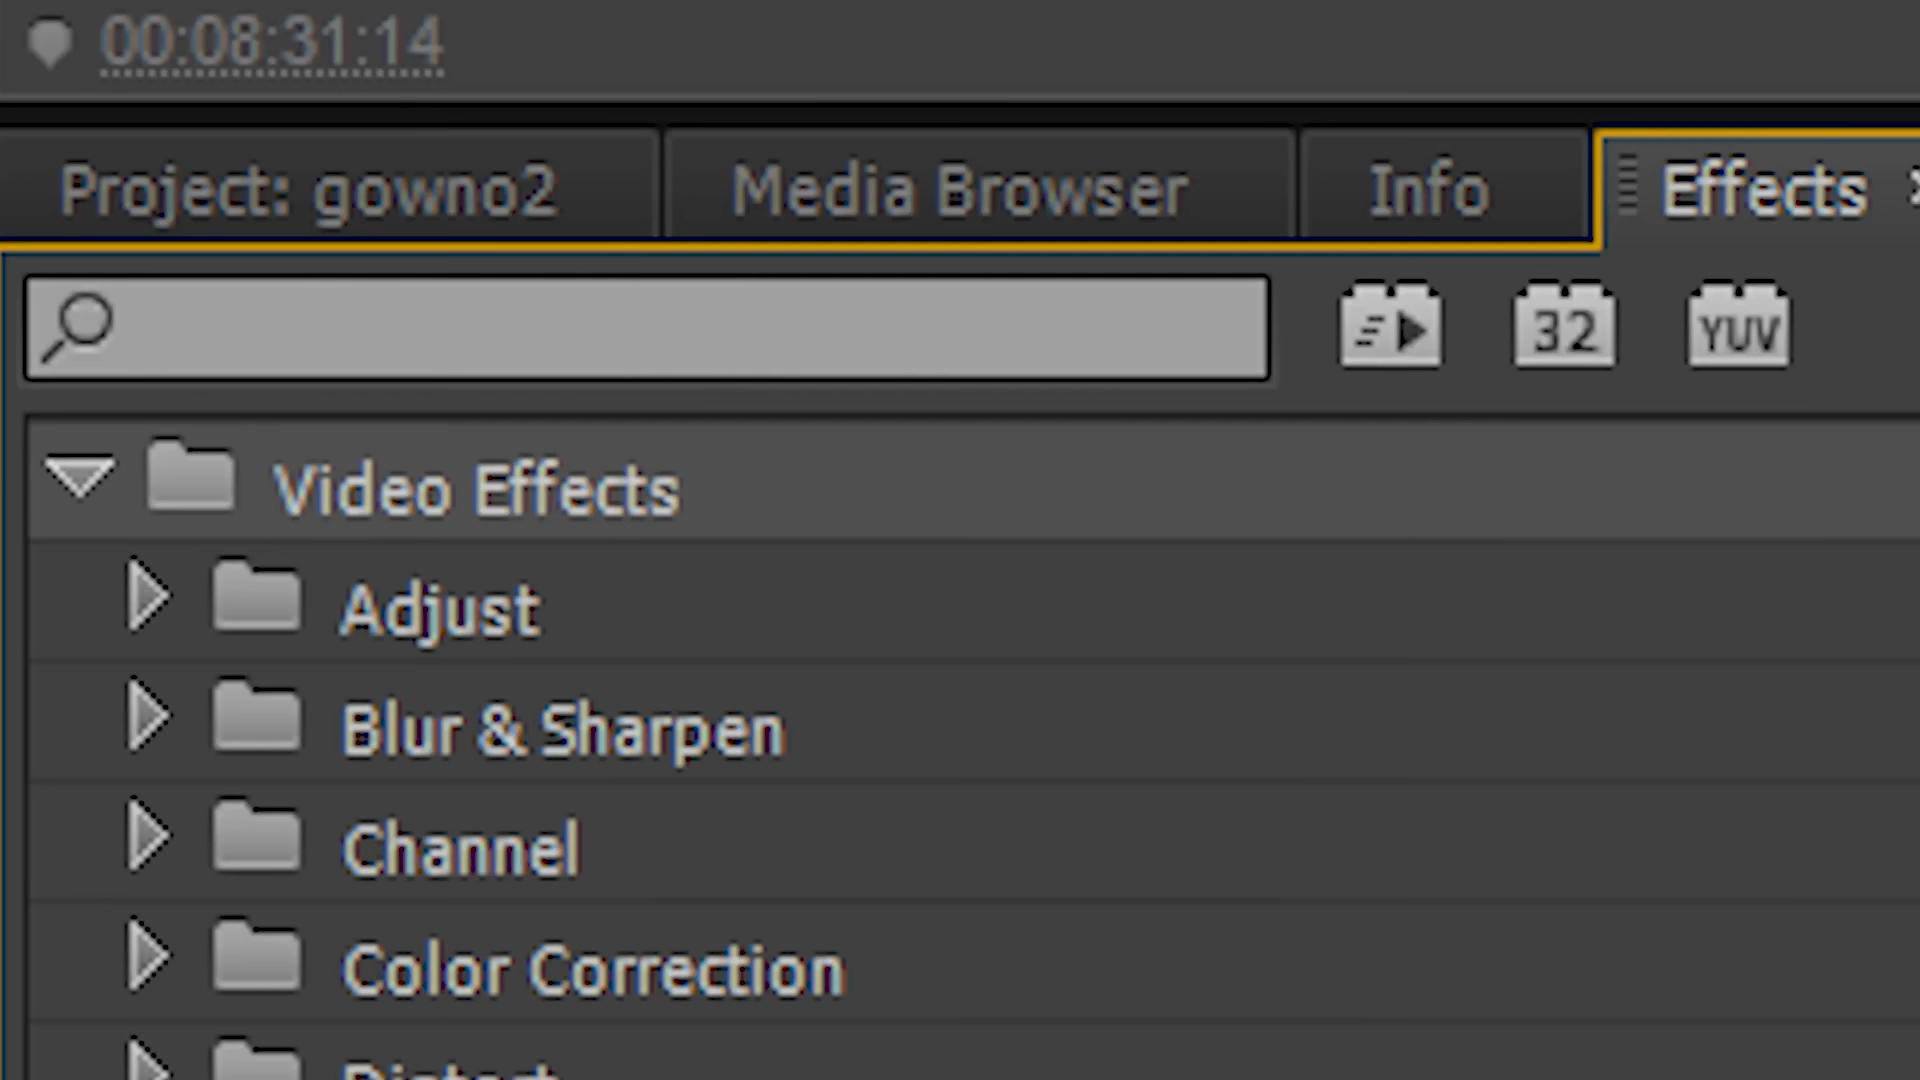 00:08:31:14
Project: gowno2 Media Browser Info Effects
32 YUV
Video Effects
Adjust
Blur & Sharpen
Channel
Color Correction
Distort